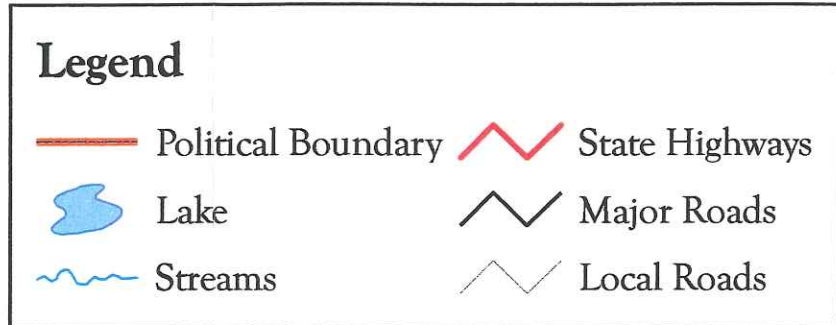 Legend
Political Boundary
State Highways
Lake
Major Roads
Streams
Local Roads